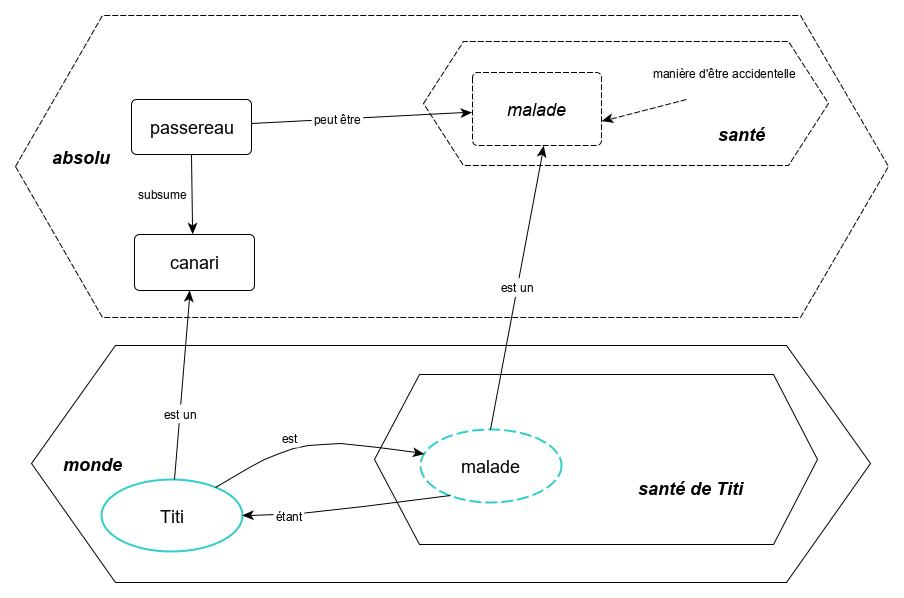 manière d'être accidentelle
passereau
peut être
malade
santé
absolu
subsume
canari
est un
est un
est
monde
malade
santé de Titi
Titi
étant